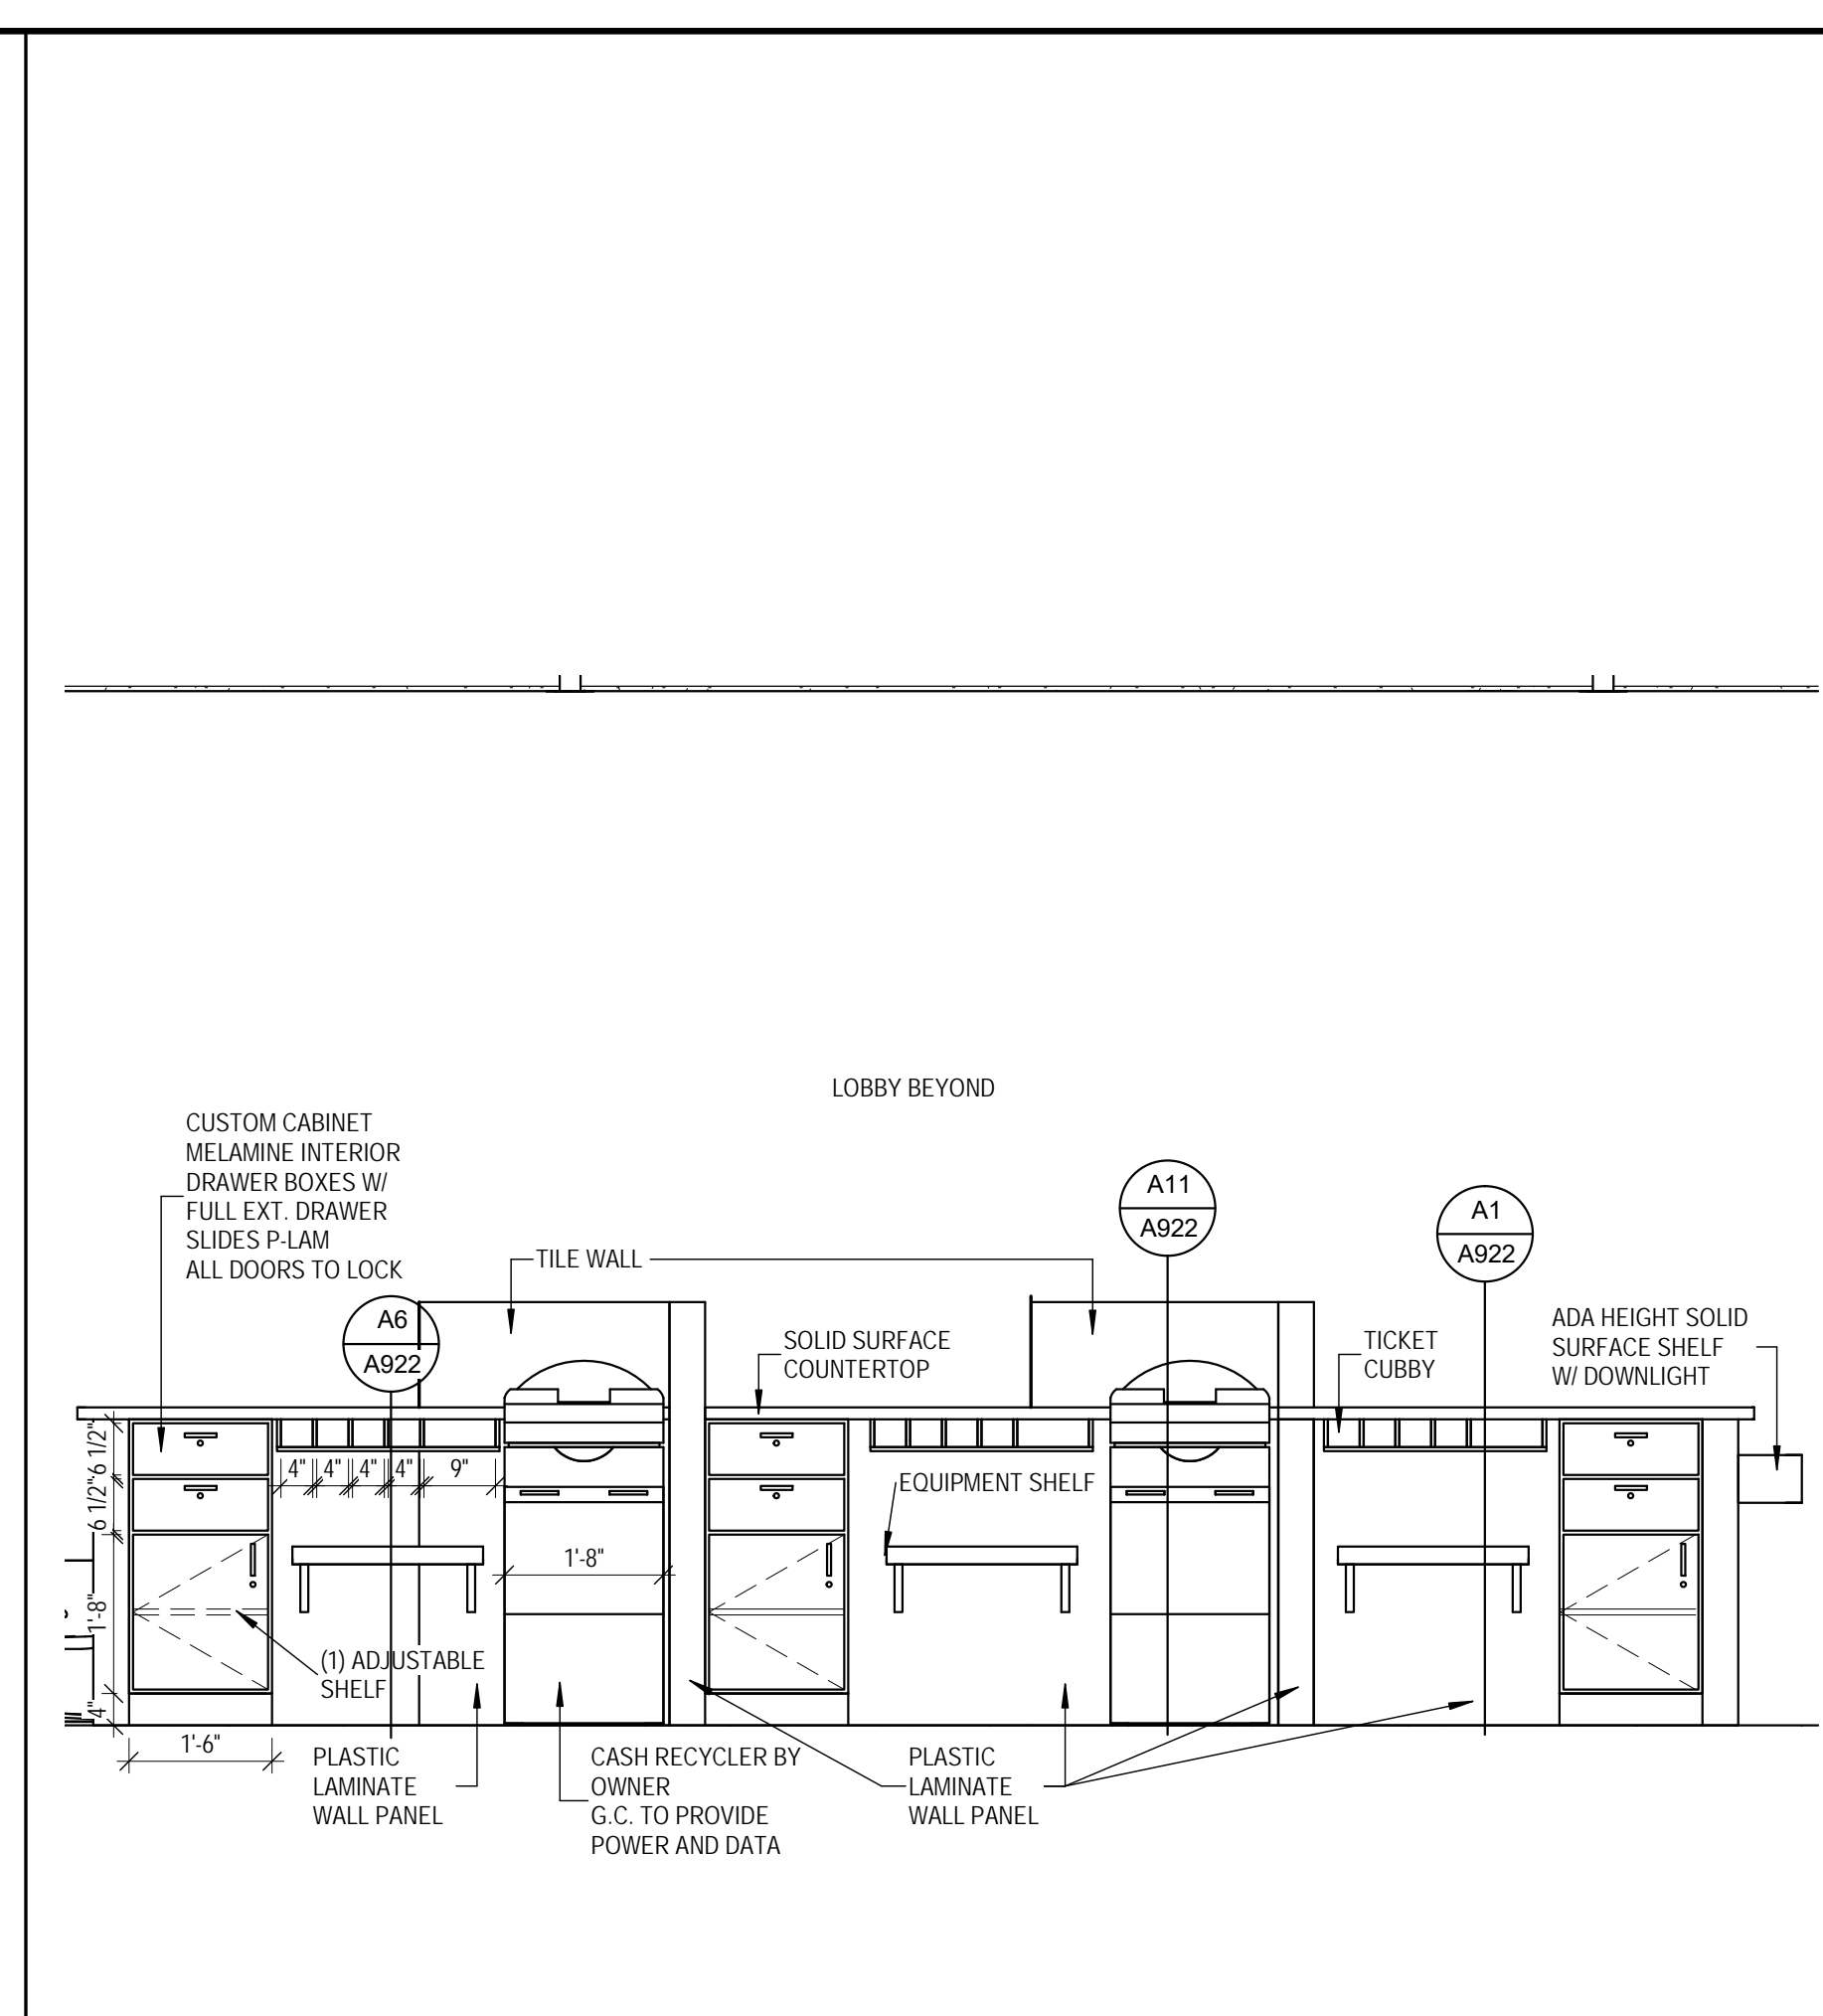 LOBBY BEYOND
CUSTOM CABINET
MELAMINE INTERIOR
DRAWER BOXES W/
FULL EXT. DRAWER
SLIDES P-LAM
ALL DOORS TO LOCK
A11
A922
A1
A922
TILE WALL
A6
A922
SOLID SURFACE
COUNTERTOP
TICKET
CUBBY
ADA HEIGHT SOLID
SURFACE SHELF
W/ DOWNLIGHT
6 1/2"
6 1/2"
1'-8"
4"
4"
4"
4"
4"
9"
EQUIPMENT SHELF
1'-8"
(1) ADJUSTABLE
SHELF
1'-6"
PLASTIC
LAMINATE
WALL PANEL
CASH RECYCLER BY
OWNER
G.C. TO PROVIDE
POWER AND DATA
PLASTIC
LAMINATE
WALL PANEL